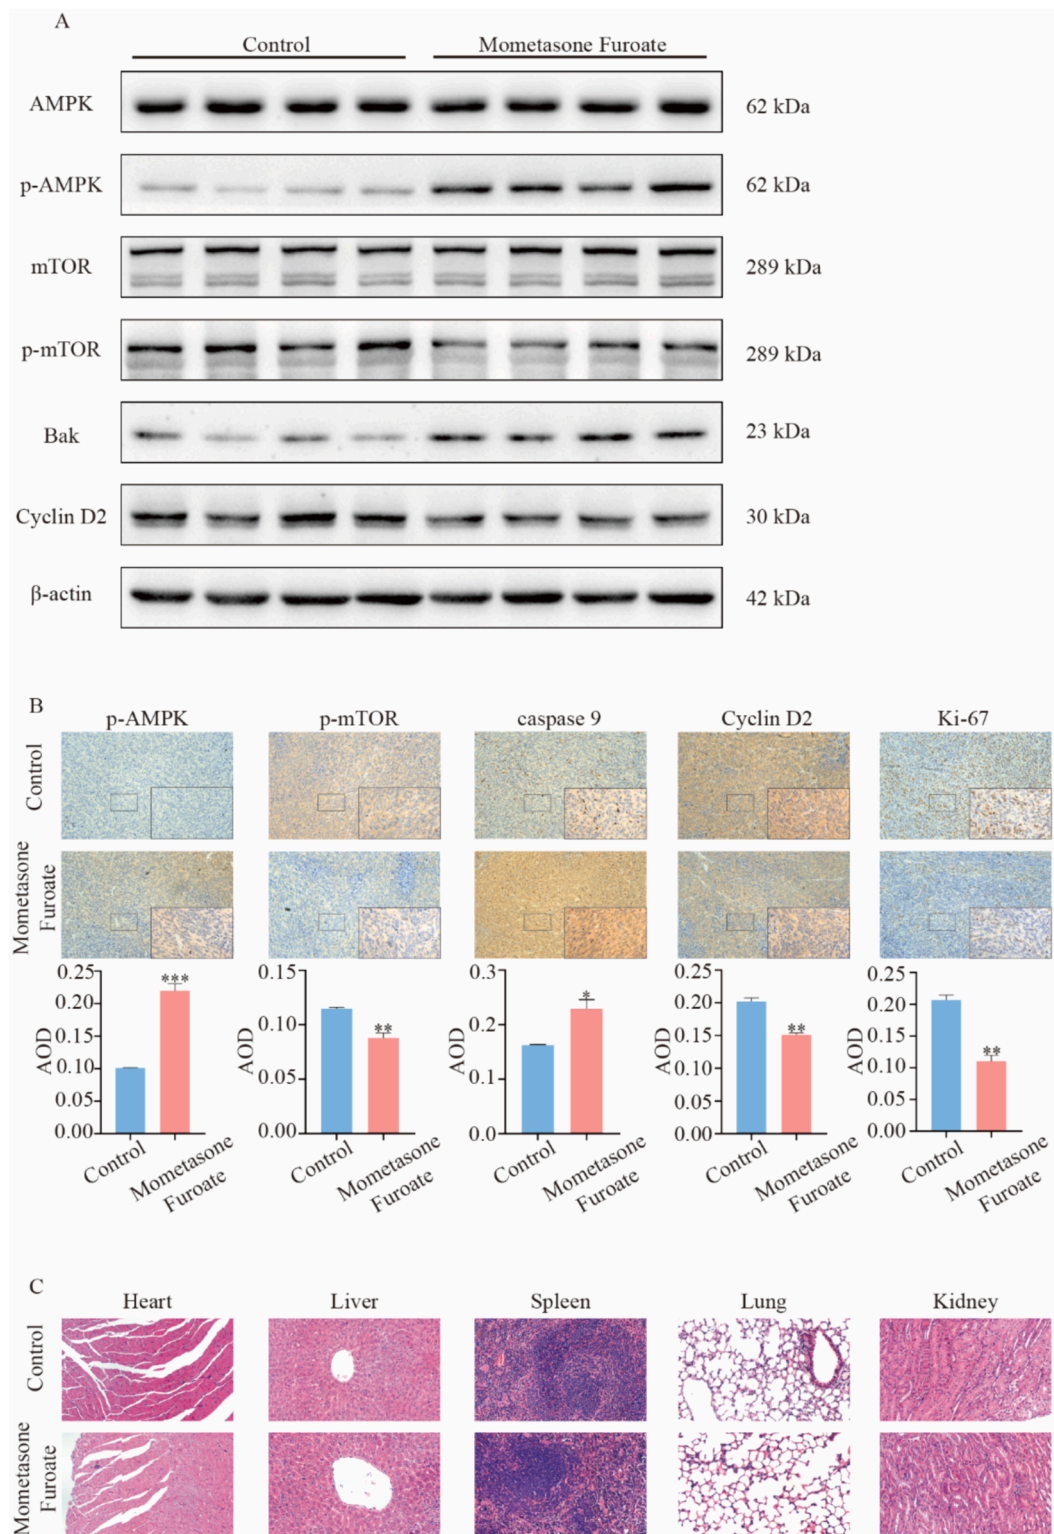 A
Control Mometasone Furoate
AMPK 62 kDa
p-AMPK 62 kDa
mTOR 289 kDa
p-mTOR 289 kDa
Bak 23 kDa
Cyclin D2 30 kDa
β-actin 42 kDa
B
p-AMPK p-mTOR caspase 9 Cyclin D2 Ki-67
Control
Mometasone
Furoate
AOD
0.25
0.20
0.15
0.10
0.05
0.00
***
Control
Mometasone
Furoate
AOD
0.15
0.10
0.05
0.00
**
Control
Mometasone
Furoate
AOD
0.3
0.2
0.1
0.0
*
Control
Mometasone
Furoate
AOD
0.25
0.20
0.15
0.10
0.05
0.00
**
Control
Mometasone
Furoate
AOD
0.25
0.20
0.15
0.10
0.05
0.00
**
Control
Mometasone
Furoate
C
Heart Liver Spleen Lung Kidney
Control
Mometasone
Furoate